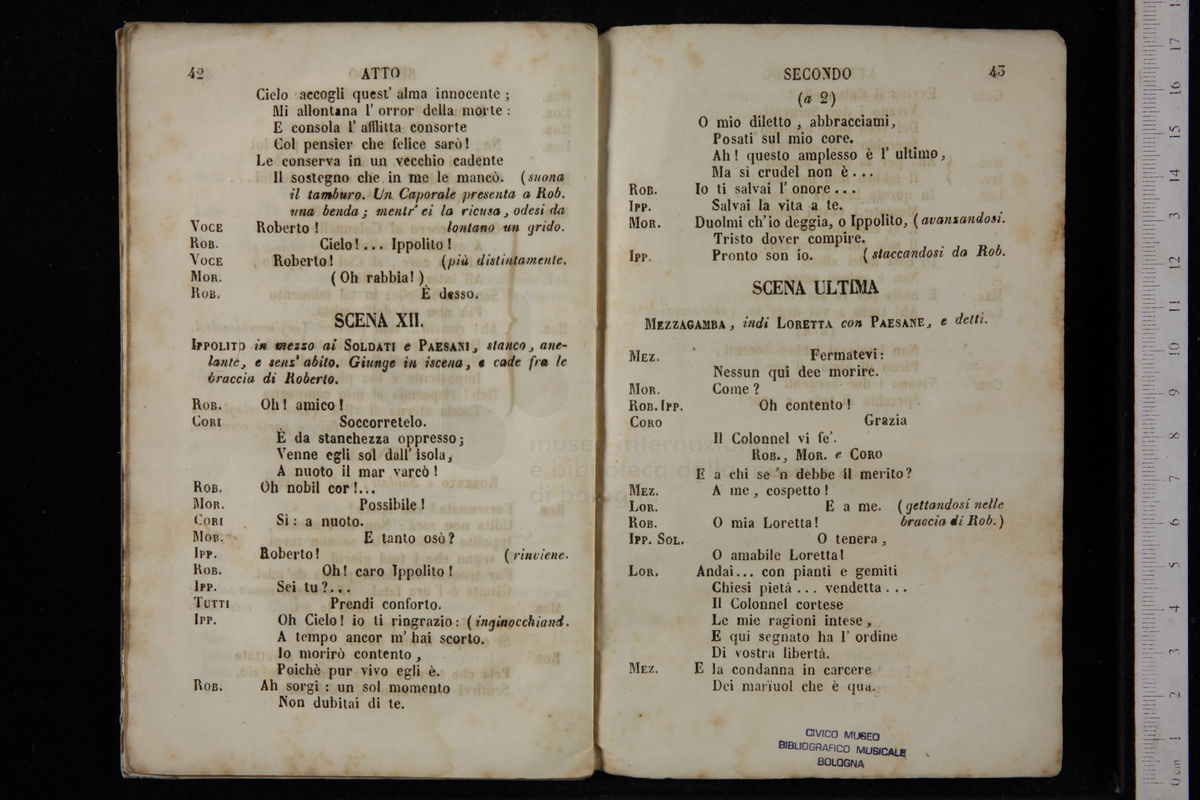 42 ATTO
Cielo accogli quest' alma innocente ;
Mi allontana l' orror della morte :
E consola l' afflitta consorte
Col pensier che felice sarò !
Le conserva in un vecchio cadente
Il sostegno che in me le mancò. (suona
il tamburo. Un Caporale presenta a Rob.
una benda ; mentr' ei la ricusa , odesi da
VOCE Roberto ! lontano un grido.
ROB. Cielo ! . . . Ippolito !
VOCE Roberto! (più distintamente.
MOR. ( Oh rabbia! )
ROB. È desso.
SCENA XII.
IPPOLITO in mezzo ai SOLDATI e PAESANI, stanco, ane-
lante, e senz' abito. Giunge in iscena, e cade fra le
braccia di Roberto.
ROB. Oh! amico !
CORI Soccorretelo.
È da stanchezza oppresso ;
Venne egli sol dall' isola,
A nuoto il mar varcò !
ROB. Oh nobil cor !...
MOR. Possibile !
CORI Si : a nuoto.
MOR. E tanto osò ?
IPP. Roberto! (rinviene.
ROB. Oh! caro Ippolito !
IPP. Sei tu ?...
TUTTI Prendi conforto.
IPP. Oh Cielo! io ti ringrazio : (inginocchiand.
A tempo ancor m' hai scorto.
Io morirò contento ,
Poichè pur vivo egli è.
ROB. Ah sorgi : un sol momento
Non dubitai di te.
SECONDO 43
(a 2)
O mio diletto , abbracciami,
Posati sul mio core.
Ah! questo amplesso è l' ultimo,
Ma si crudel non è . . .
ROB. Io ti salvai l' onore . . .
IPP. Salvai la vita a te.
MOR. Duolmi ch'io deggia, o Ippolito, (avanzandosi.
Tristo dover compire.
IPP. Pronto son io. (staccandosi da Rob.
SCENA ULTIMA
MEZZAGAMBA, indi LORETTA con PAESANE, e detti.
MEZ. Fermatevi :
Nessun qui dee morire.
MOR. Come ?
ROB. IPP. Oh contento !
CORO Grazia
Il Colonnel vi fe'.
ROB., MOR. e CORO
E a chi se 'n debbe il merito?
MEZ. A me , cospetto !
LOR. E a me. (gettandosi nelle
ROB. O mia Loretta! braccia di Rob.)
IPP. SOL. O tenera ,
O amabile Loretta!
LOR. Andai... con pianti e gemiti
Chiesi pietà . . . vendetta . . .
Il Colonnel cortese
Le mie ragioni intese ,
E qui segnato ha l' ordine
Di vostra libertà.
MEZ. E la condanna in carcere
Dei marïuol che è qua.
CIVICO MUSEO
BIBLIOGRAFICO MUSICALE
BOLOGNA